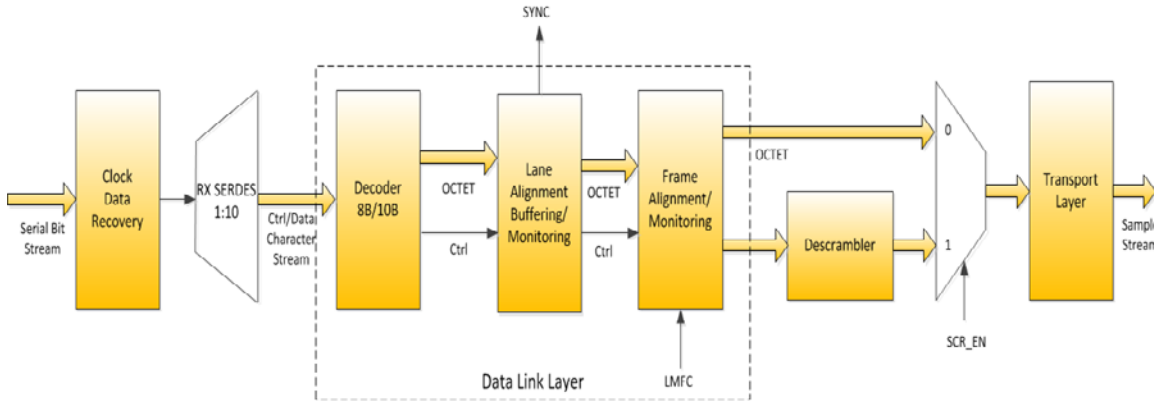 SYNC
Serial Bit
Stream
Clock
Data
Recovery
RX SERDES
1:10
Ctrl/Data
Character
Stream
Decoder
8B/10B
OCTET
Ctrl
Lane
Alignment
Buffering/
Monitoring
OCTET
Ctrl
Frame
Alignment/
Monitoring
LMFC
Data Link Layer
OCTET
Descrambler
0
1
SCR_EN
Transport
Layer
Sample
Stream